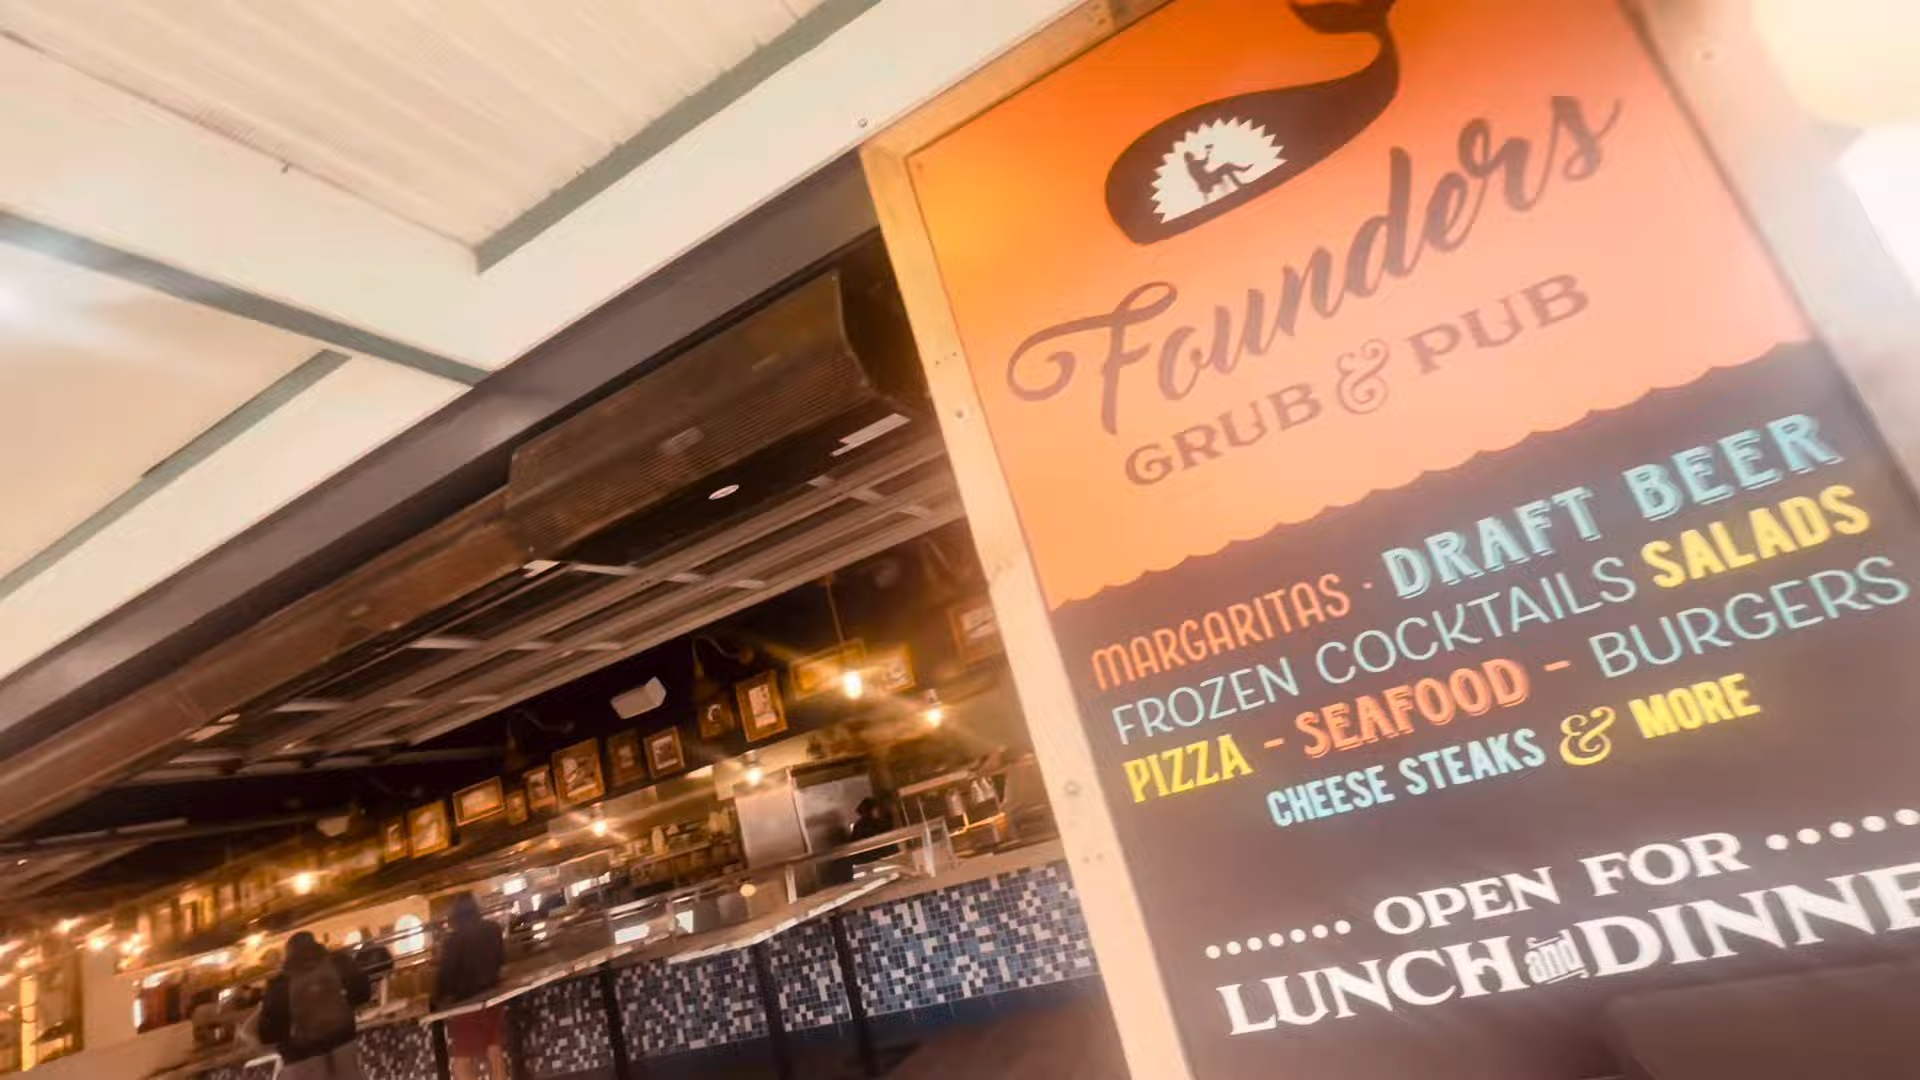 Founders
GRUB & PUB
MARGARITAS · DRAFT BEER
FROZEN COCKTAILS SALADS
PIZZA - SEAFOOD - BURGERS
CHEESE STEAKS & MORE
OPEN FOR
LUNCH and DINNE